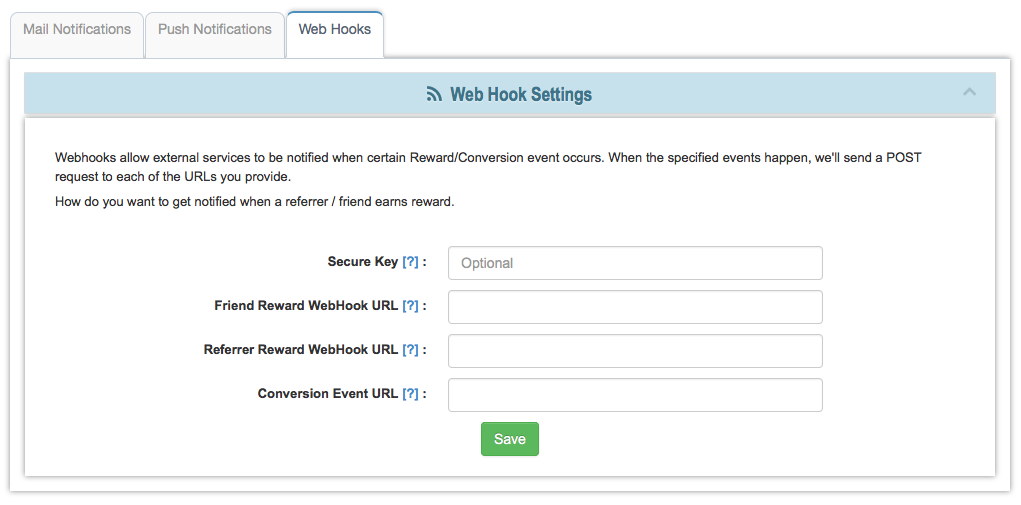 Mail Notifications Push Notifications Web Hooks
Web Hook Settings
Webhooks allow external services to be notified when certain Reward/Conversion event occurs. When the specified events happen, we'll send a POST
request to each of the URLs you provide.
How do you want to get notified when a referrer / friend earns reward.
Secure Key [?] : Optional
Friend Reward WebHook URL [?] :
Referrer Reward WebHook URL [?] :
Conversion Event URL [?] :
Save